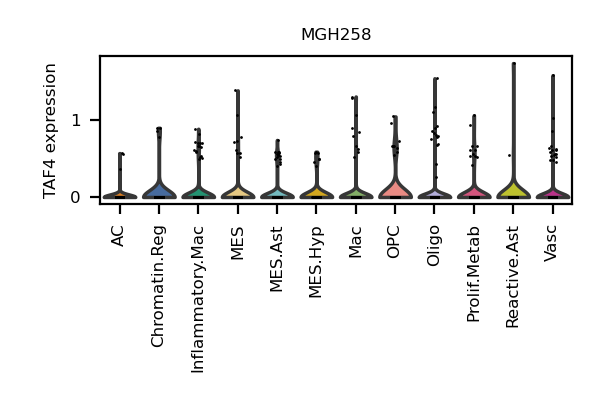 MGH258
TAF4 expression
1
0
AC
Chromatin.Reg
Inflammatory.Mac
MES
MES.Ast
MES.Hyp
Mac
OPC
Oligo
Prolif.Metab
Reactive.Ast
Vasc